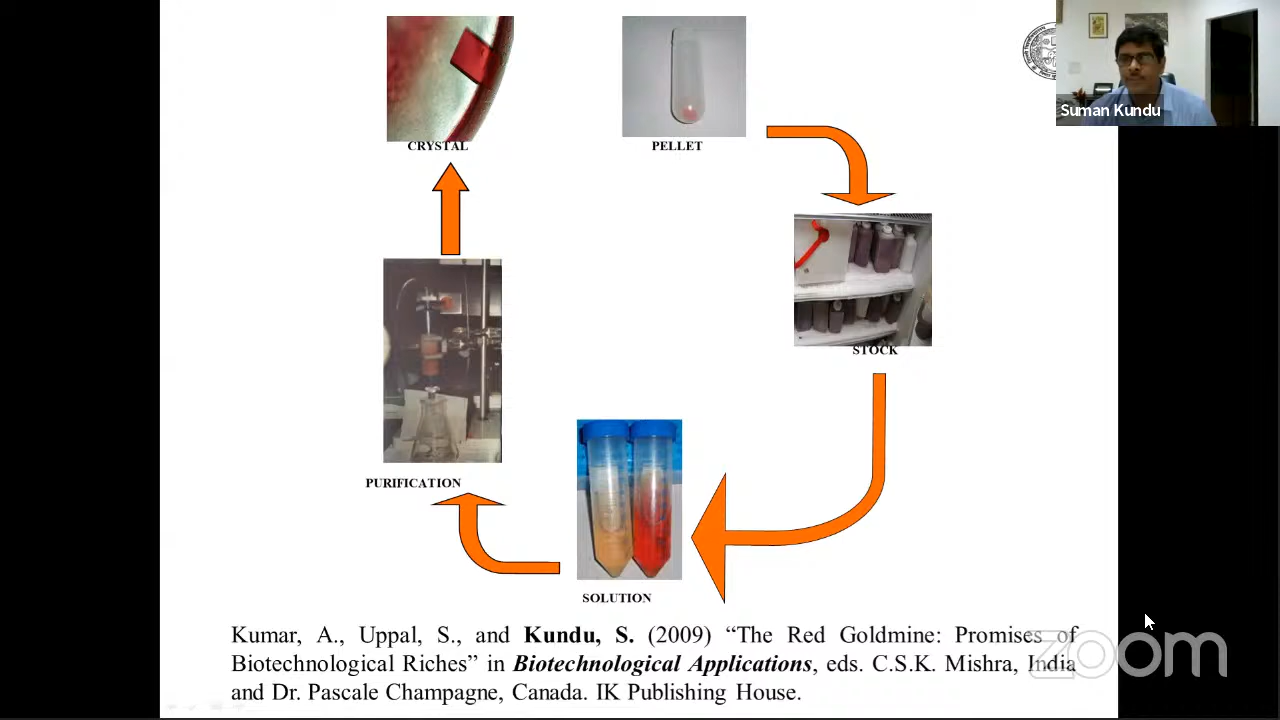 Suman Kundu
CRYSTAL
PELLET
STOCK
PURIFICATION
SOLUTION
Kumar, A., Uppal, S., and Kundu, S. (2009) “The Red Goldmine: Promises of
Biotechnological Riches” in Biotechnological Applications, eds. C.S.K. Mishra, India
and Dr. Pascale Champagne, Canada. IK Publishing House.
zoom